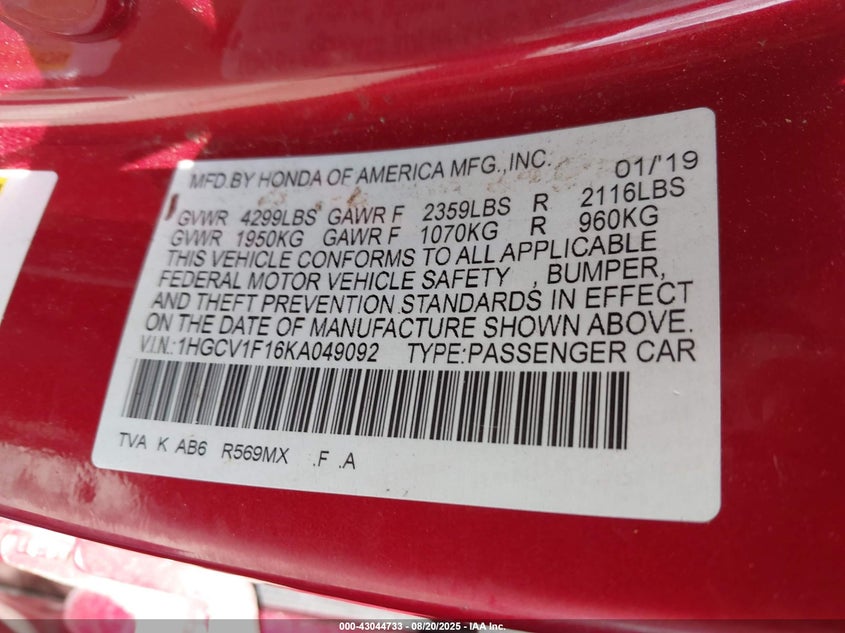 MFD.BY HONDA OF AMERICA MFG.,INC. 01/'19
GVWR 4299LBS GAWR F 2359LBS R 2116LBS
GVWR 1950KG GAWR F 1070KG R 960KG
THIS VEHICLE CONFORMS TO ALL APPLICABLE
FEDERAL MOTOR VEHICLE SAFETY , BUMPER,
AND THEFT PREVENTION STANDARDS IN EFFECT
ON THE DATE OF MANUFACTURE SHOWN ABOVE.
V.I.N.:1HGCV1F16KA049092 TYPE:PASSENGER CAR
TVA K AB6 R569MX .F .A
000-43044733 - 08/20/2025 - IAA, Inc.